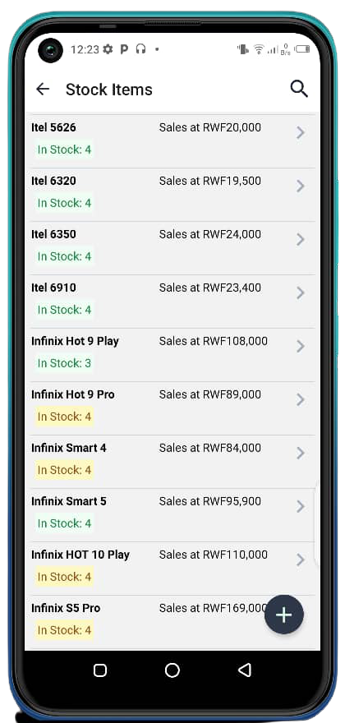 12:23
Stock Items
Itel 5626 Sales at RWF20,000
In Stock: 4
Itel 6320 Sales at RWF19,500
In Stock: 4
Itel 6350 Sales at RWF24,000
In Stock: 4
Itel 6910 Sales at RWF23,400
In Stock: 4
Infinix Hot 9 Play Sales at RWF108,000
In Stock: 3
Infinix Hot 9 Pro Sales at RWF89,000
In Stock: 4
Infinix Smart 4 Sales at RWF84,000
In Stock: 4
Infinix Smart 5 Sales at RWF95,900
In Stock: 4
Infinix HOT 10 Play Sales at RWF110,000
In Stock: 4
Infinix S5 Pro Sales at RWF169,000
In Stock: 4